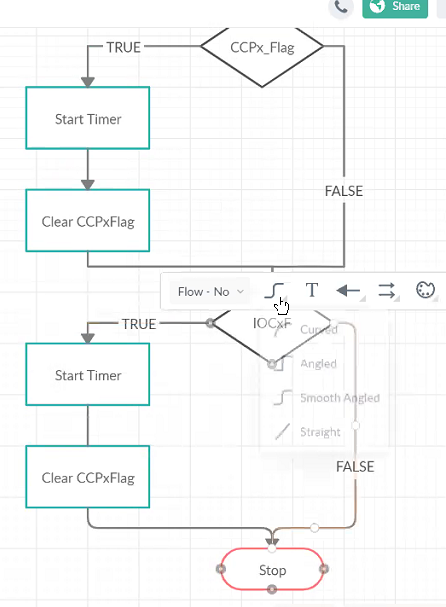 Share
CCPx_Flag
TRUE
Start Timer
FALSE
Clear CCPxFlag
Flow - No
T
IOCxF
TRUE
Curved
Angled
Start Timer
Smooth Angled
Straight
FALSE
Clear CCPxFlag
Stop